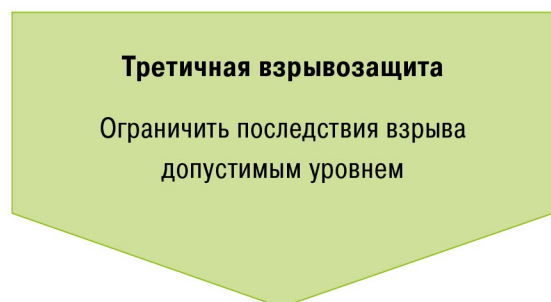 Третичная взрывозащита
Ограничить последствия взрыва
допустимым уровнем